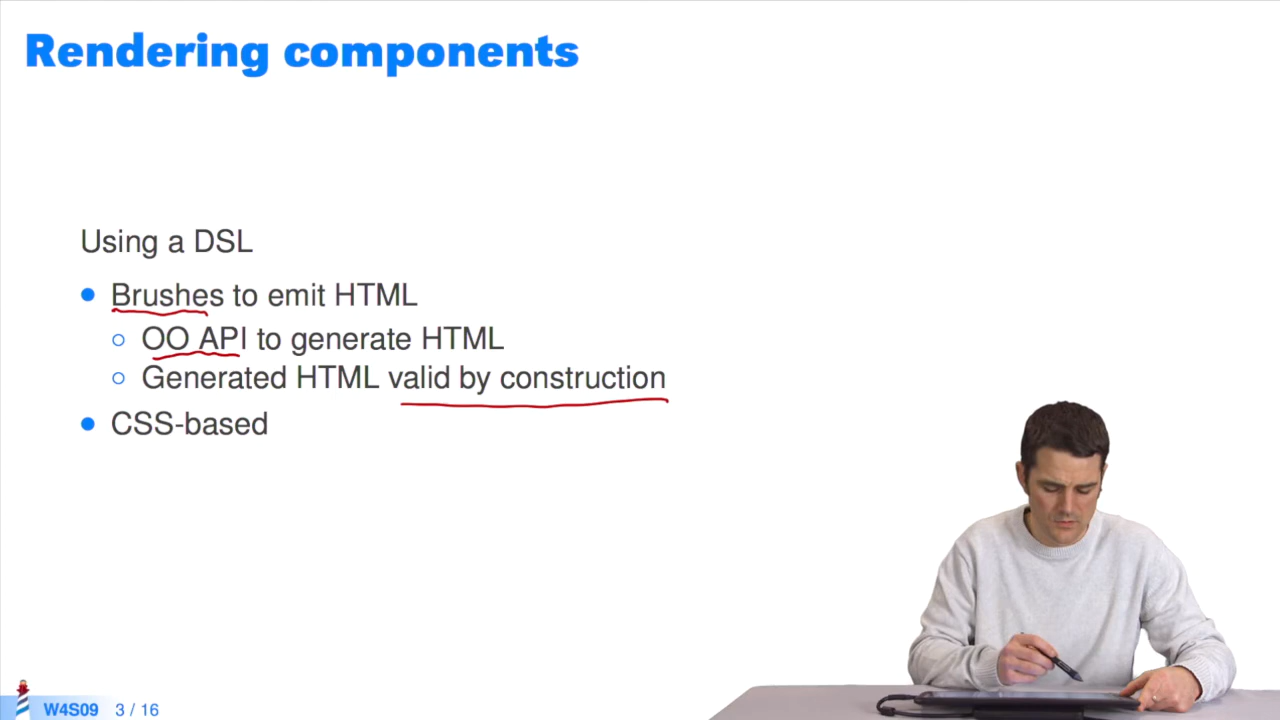 Rendering components
Using a DSL
Brushes to emit HTML
OO API to generate HTML
Generated HTML valid by construction
CSS-based
W4S09 3 / 16